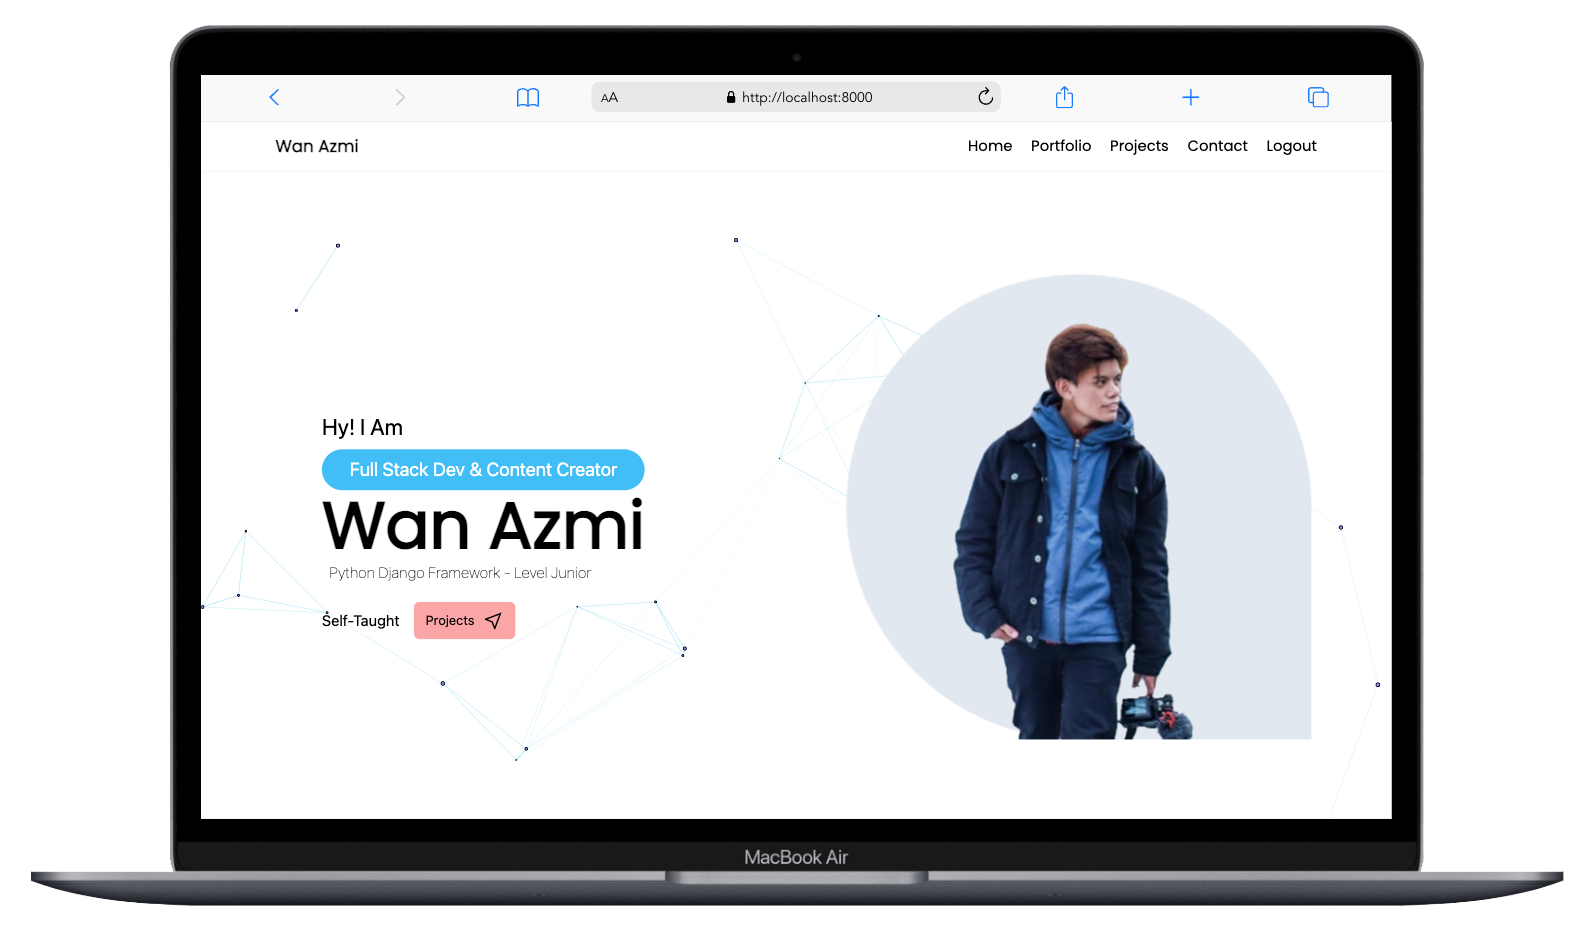 AA http://localhost:8000
Wan Azmi Home Portfolio Projects Contact Logout
Hy! I Am
Full Stack Dev & Content Creator
Wan Azmi
Python Django Framework - Level Junior
Self-Taught Projects
MacBook Air